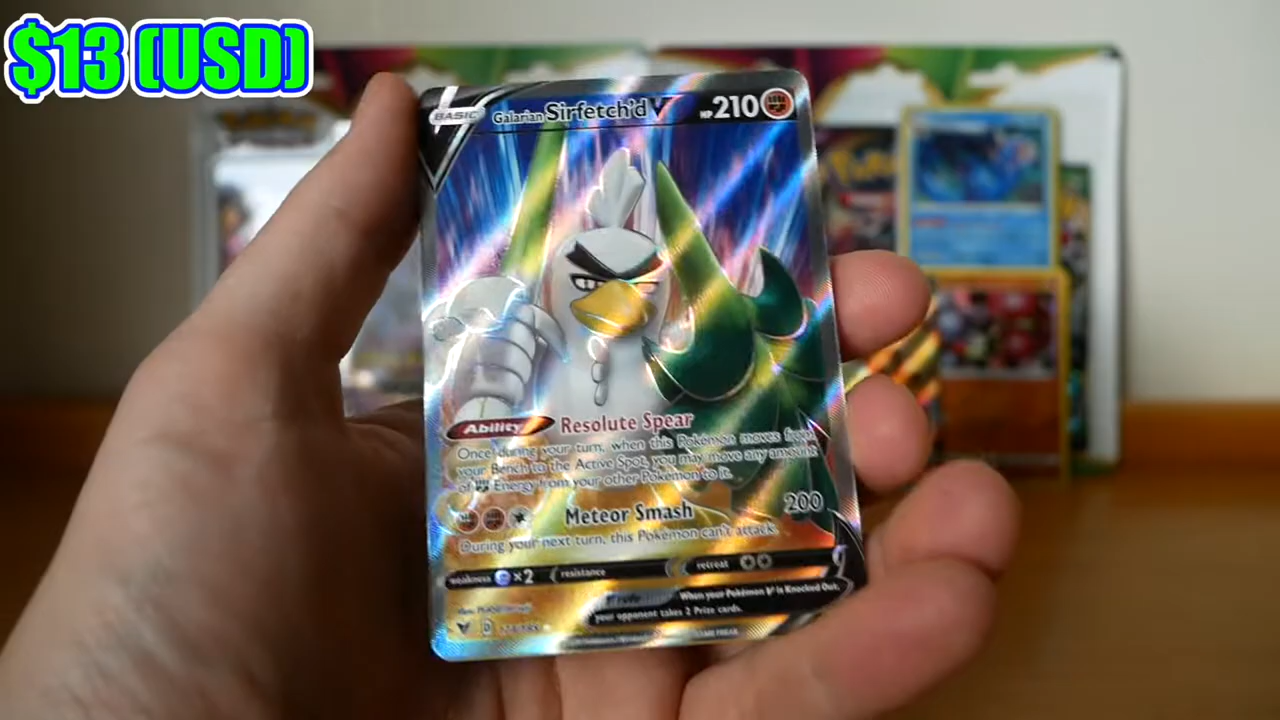 $13 (USD)
BASIC Galarian Sirfetch'd V HP 210
Ability Resolute Spear
Once during your turn, when this Pokémon moves from
your Bench to the Active Spot, you may move any amount
of Energy from your other Pokémon to it.
Meteor Smash 200
During your next turn, this Pokémon can't attack.
weakness ×2 resistance retreat
When your Pokémon V is Knocked Out,
your opponent takes 2 Prize cards.